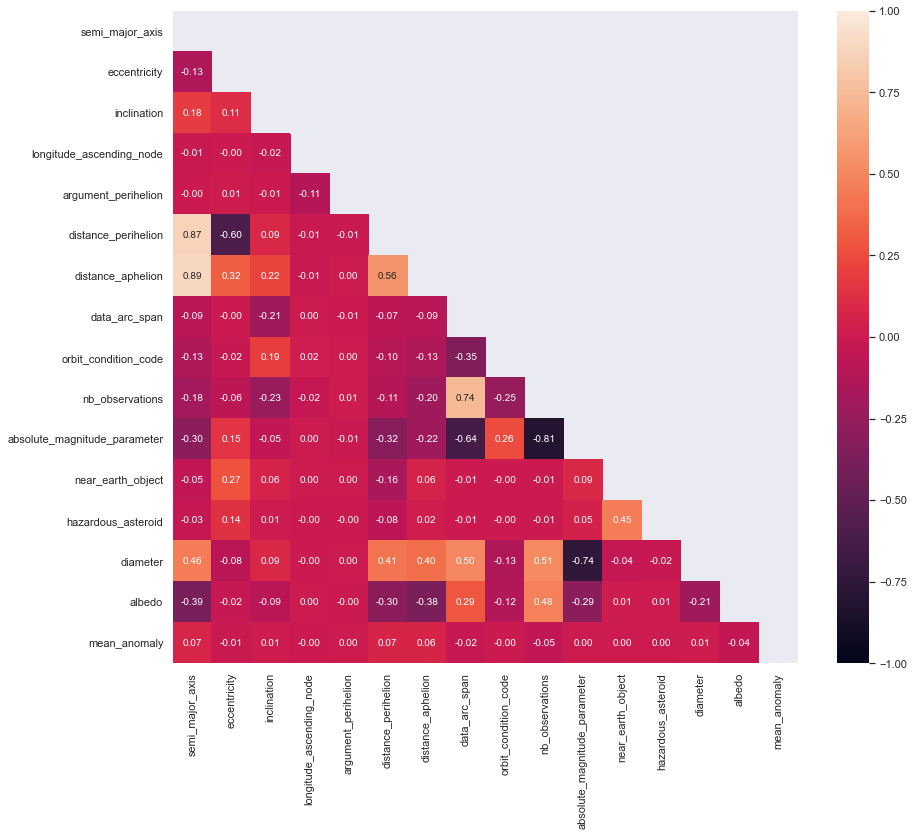 semi_major_axis
eccentricity -0.13
inclination 0.18 0.11
longitude_ascending_node -0.01 -0.00 -0.02
argument_perihelion -0.00 0.01 -0.01 -0.11
distance_perihelion 0.87 -0.60 0.09 -0.01 -0.01
distance_aphelion 0.89 0.32 0.22 -0.01 0.00 0.56
data_arc_span -0.09 -0.00 -0.21 0.00 -0.01 -0.07 -0.09
orbit_condition_code -0.13 -0.02 0.19 0.02 0.00 -0.10 -0.13 -0.35
nb_observations -0.18 -0.06 -0.23 -0.02 0.01 -0.11 -0.20 0.74 -0.25
absolute_magnitude_parameter -0.30 0.15 -0.05 0.00 -0.01 -0.32 -0.22 -0.64 0.26 -0.81
near_earth_object -0.05 0.27 0.06 0.00 -0.00 -0.16 0.06 -0.01 -0.00 -0.01 0.09
hazardous_asteroid -0.03 0.14 0.01 -0.00 -0.00 -0.08 0.02 -0.01 -0.00 -0.01 0.05 0.45
diameter 0.46 -0.08 0.09 -0.00 0.00 0.41 0.40 0.50 -0.13 0.51 -0.74 -0.04 -0.02
albedo -0.39 -0.02 -0.09 0.00 -0.00 -0.30 -0.38 0.29 -0.12 0.48 -0.29 0.01 0.01 -0.21
mean_anomaly 0.07 -0.01 0.01 -0.00 0.00 0.07 0.06 -0.02 -0.00 -0.05 0.00 0.00 0.00 0.01 -0.04
semi_major_axis
eccentricity
inclination
longitude_ascending_node
argument_perihelion
distance_perihelion
distance_aphelion
data_arc_span
orbit_condition_code
nb_observations
absolute_magnitude_parameter
near_earth_object
hazardous_asteroid
diameter
albedo
mean_anomaly
1.00
0.75
0.50
0.25
0.00
−0.25
−0.50
−0.75
−1.00